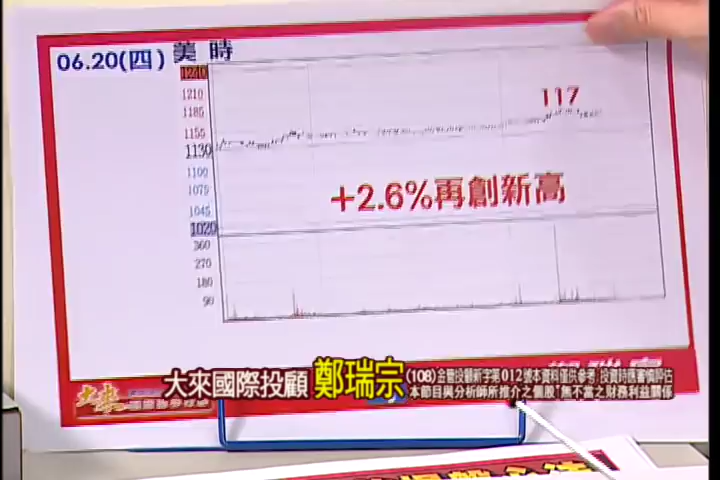 06.20(四) 美時
1210
1185
1155
1130
1100
1075
1045
1020
360
270
180
90
117
+2.6%再創新高
大來國際投顧 鄭瑞宗
(108)金管投顧新字第012號本資料僅供參考，投資時應審慎評估
本節目與分析師所推介之個股「無不當之財務利益關係
大來